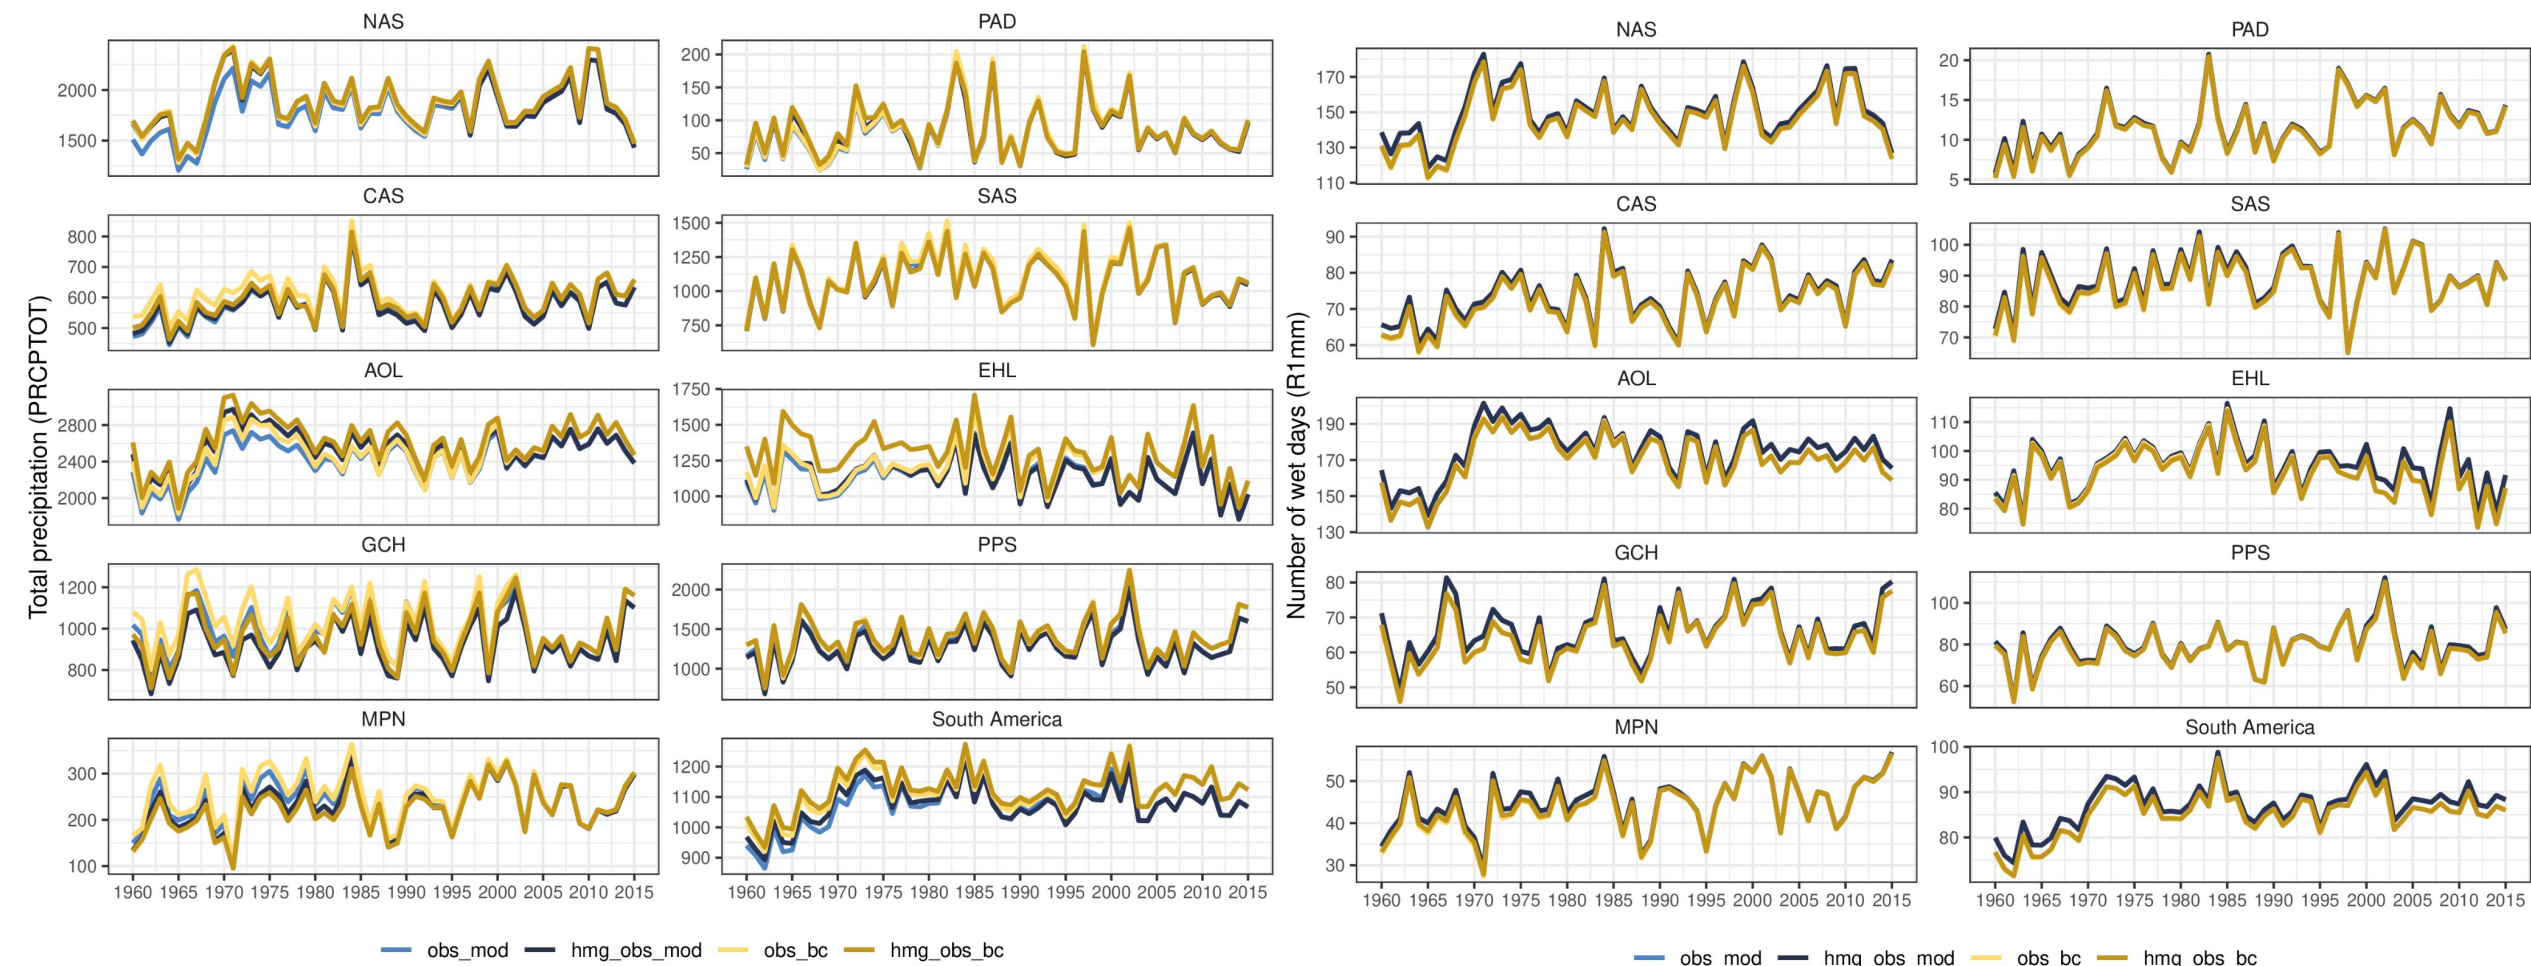 NAS
PAD
2000
1500
200
150
100
50
CAS
SAS
800
700
600
500
1500
1250
1000
750
AOL
EHL
2800
2400
2000
1750
1500
1250
1000
GCH
PPS
1200
1000
800
2000
1500
1000
MPN
South America
300
200
100
1200
1100
1000
900
1960 1965 1970 1975 1980 1985 1990 1995 2000 2005 2010 2015
1960 1965 1970 1975 1980 1985 1990 1995 2000 2005 2010 2015
Total precipitation (PRCPTOT)
obs_mod hmg_obs_mod obs_bc hmg_obs_bc
NAS
PAD
170
150
130
110
20
15
10
5
CAS
SAS
90
80
70
60
100
90
80
70
AOL
EHL
190
170
150
130
110
100
90
80
GCH
PPS
80
70
60
50
100
80
60
MPN
South America
50
40
30
100
90
80
1960 1965 1970 1975 1980 1985 1990 1995 2000 2005 2010 2015
1960 1965 1970 1975 1980 1985 1990 1995 2000 2005 2010 2015
Number of wet days (R1mm)
obs_mod hmg_obs_mod obs_bc hmg_obs_bc